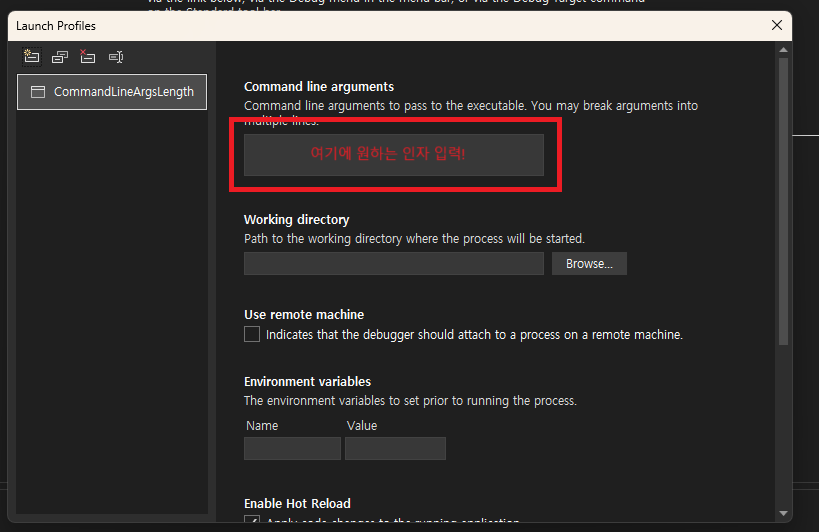 via the link below, via the Debug menu in the menu bar, or via the Debug Target command
on the Standard tool bar.
Launch Profiles
CommandLineArgsLength
Command line arguments
Command line arguments to pass to the executable. You may break arguments into
multiple lines.
여기에 원하는 인자 입력!
Working directory
Path to the working directory where the process will be started.
Browse...
Use remote machine
Indicates that the debugger should attach to a process on a remote machine.
Environment variables
The environment variables to set prior to running the process.
Name Value
Enable Hot Reload
Apply code changes to the running application.